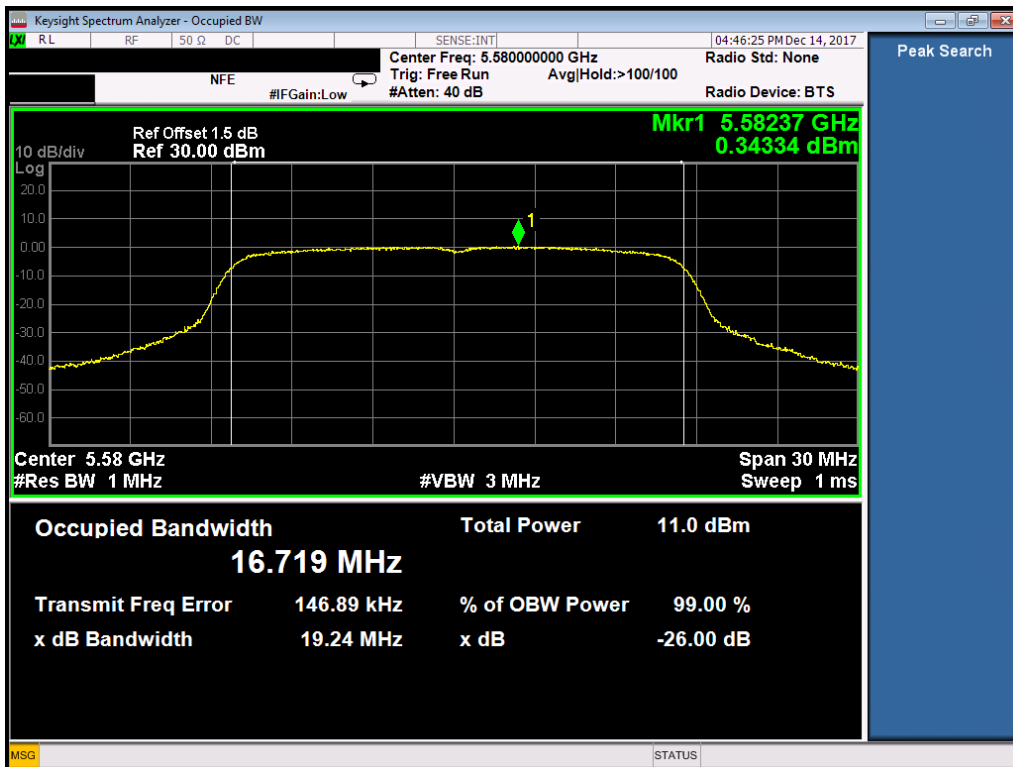 Keysight Spectrum Analyzer - Occupied BW
LXI RL RF 50 Ω DC SENSE:INT 04:46:25 PM Dec 14, 2017
Center Freq: 5.580000000 GHz Radio Std: None
NFE Trig: Free Run Avg|Hold:>100/100
#IFGain:Low #Atten: 40 dB Radio Device: BTS
Peak Search
Mkr1 5.58237 GHz
0.34334 dBm
Ref Offset 1.5 dB
10 dB/div Ref 30.00 dBm
Log
20.0
10.0
1
0.00
-10.0
-20.0
-30.0
-40.0
-50.0
-60.0
Center 5.58 GHz Span 30 MHz
#Res BW 1 MHz #VBW 3 MHz Sweep 1 ms
Occupied Bandwidth Total Power 11.0 dBm
16.719 MHz
Transmit Freq Error 146.89 kHz % of OBW Power 99.00 %
x dB Bandwidth 19.24 MHz x dB -26.00 dB
MSG STATUS